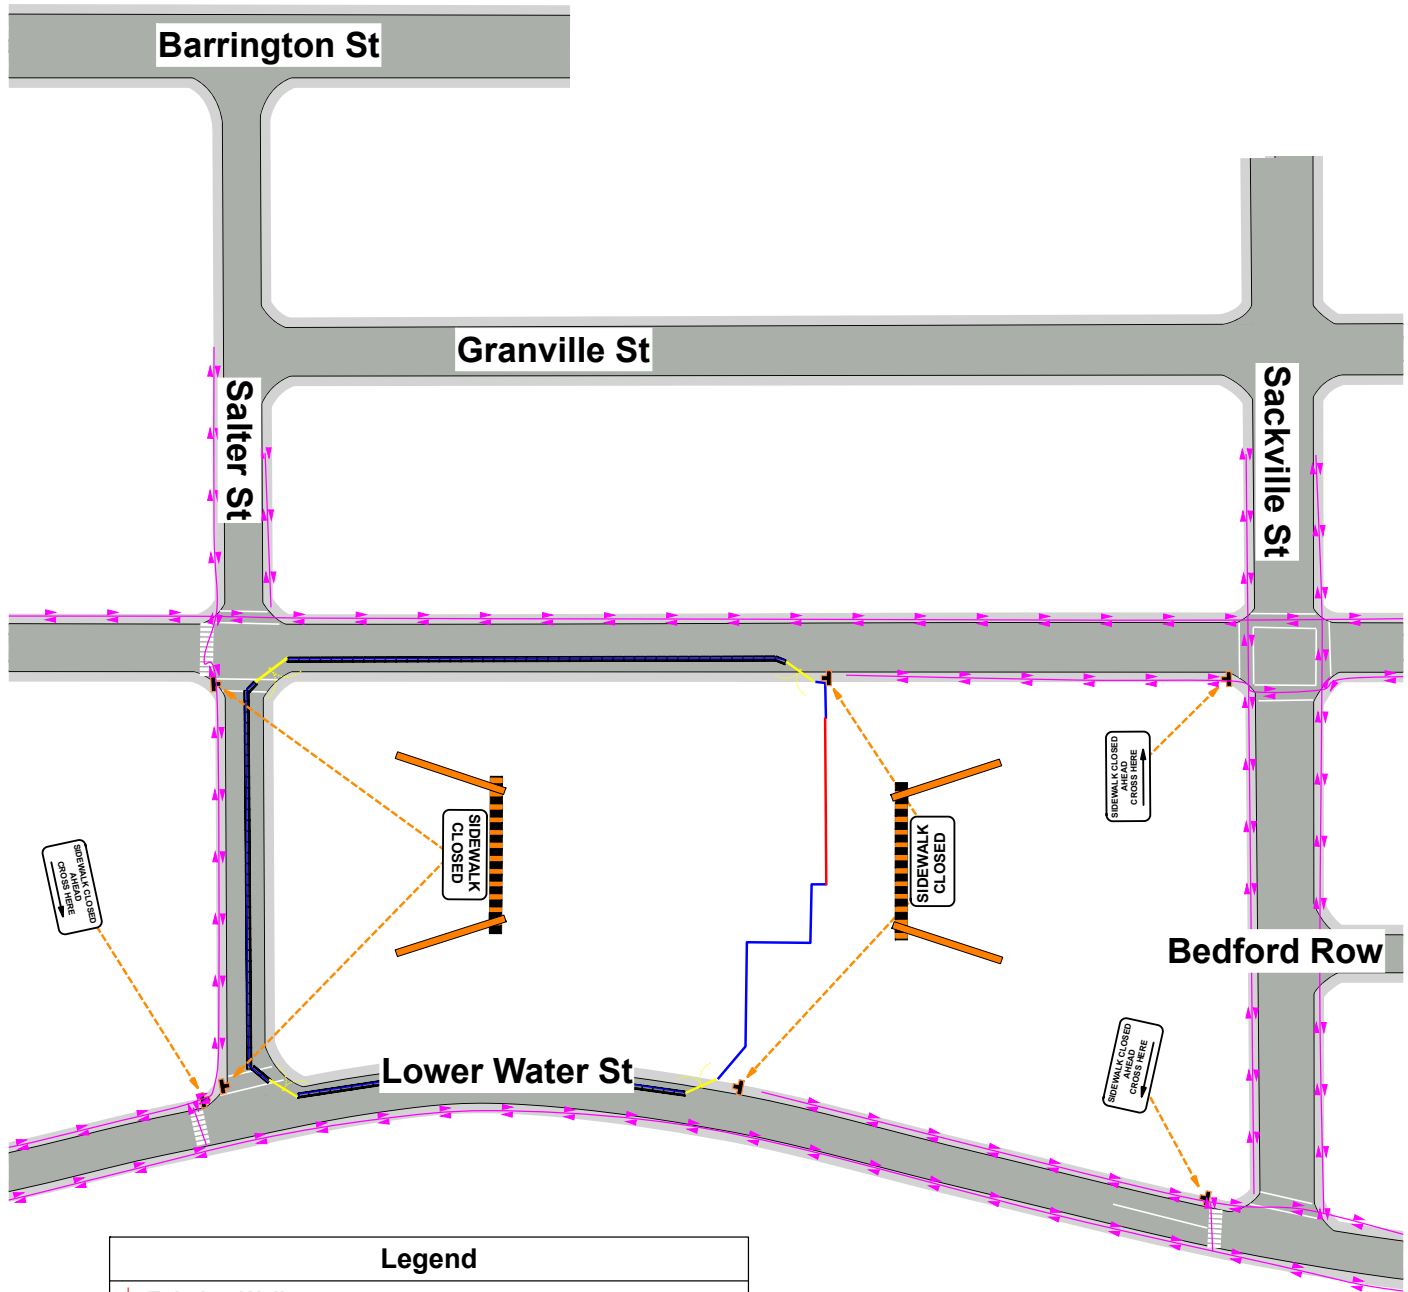 Barrington St
Granville St
Salter St
Sackville St
SIDEWALK CLOSED
AHEAD
CROSS HERE
SIDEWALK
CLOSED
SIDEWALK
CLOSED
SIDEWALK CLOSED
AHEAD
CROSS HERE
Bedford Row
SIDEWALK CLOSED
AHEAD
CROSS HERE
Lower Water St
Legend